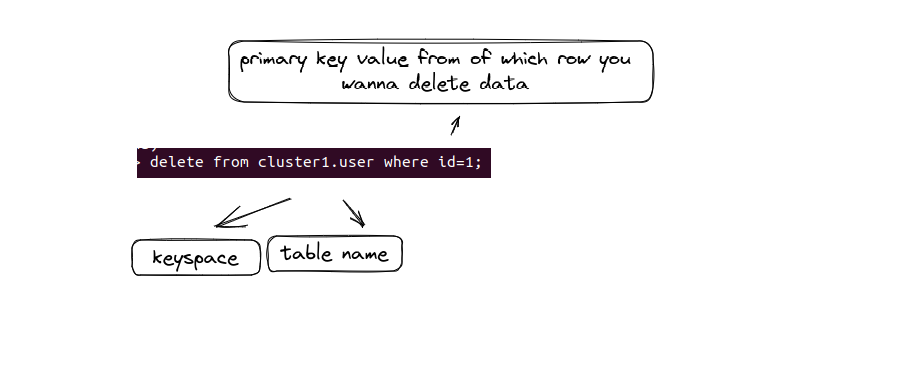 primary key value from of which row you
wanna delete data
> delete from cluster1.user where id=1;
keyspace
table name